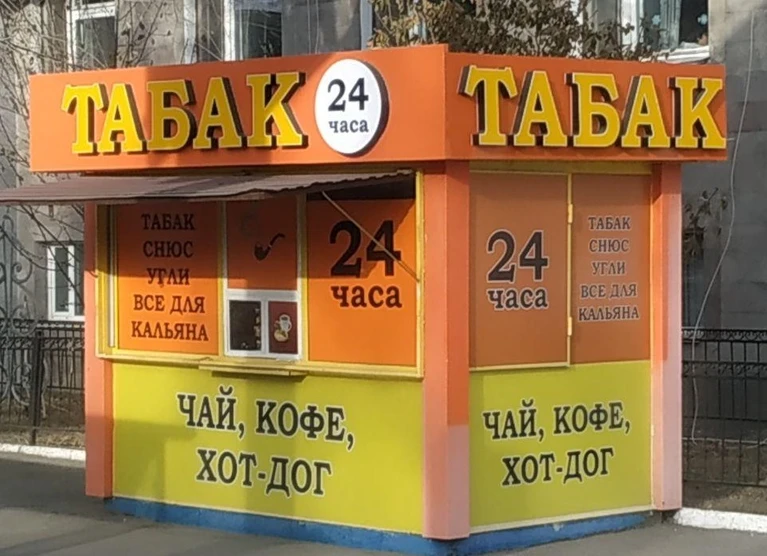 ТАБАК
24
часа
ТАБАК
ТАБАК
СНЮС
УГЛИ
ВСЕ ДЛЯ
КАЛЬЯНА
24
часа
24
часа
ТАБАК
СНЮС
УГЛИ
ВСЕ ДЛЯ
КАЛЬЯНА
ЧАЙ, КОФЕ,
ХОТ-ДОГ
ЧАЙ, КОФЕ,
ХОТ-ДОГ